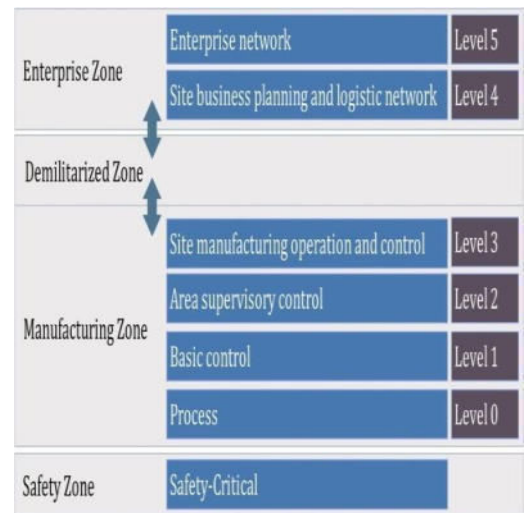 Enterprise Zone
Enterprise network Level 5
Site business planning and logistic network Level 4
Demilitarized Zone
Manufacturing Zone
Site manufacturing operation and control Level 3
Area supervisory control Level 2
Basic control Level 1
Process Level 0
Safety Zone
Safety-Critical